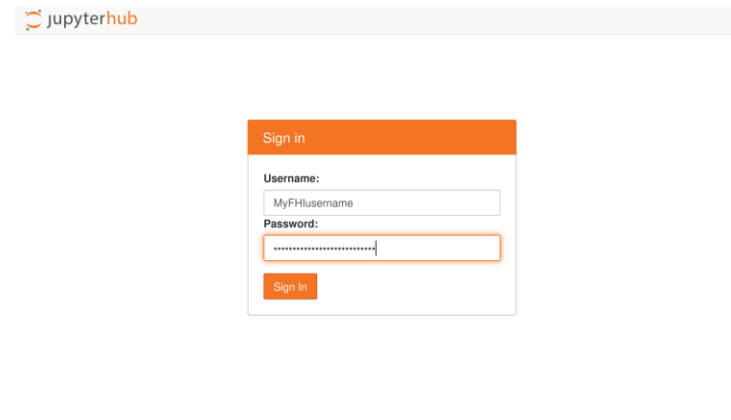 jupyterhub
Sign in
Username:
MyFHIusername
Password:
Sign In